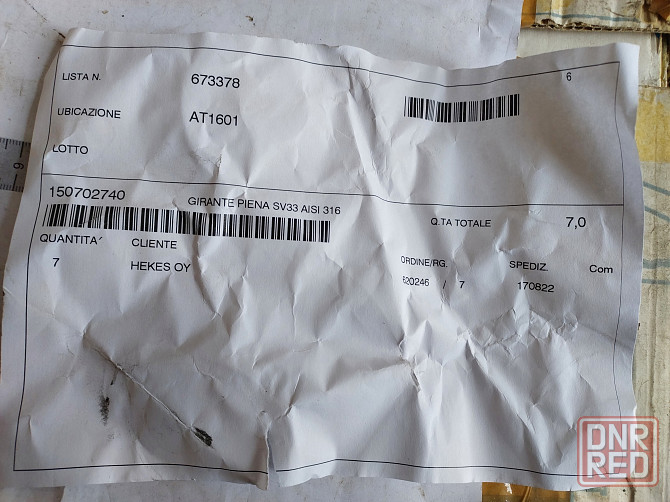 LISTA N. 673378 6
UBICAZIONE AT1601
LOTTO
150702740 GIRANTE PIENA SV33 AISI 316 Q.TA TOTALE 7,0
QUANTITA' CLIENTE ORDINE/RG. SPEDIZ. Com
7 HEKES OY 620246 / 7 170822
DNR
RED